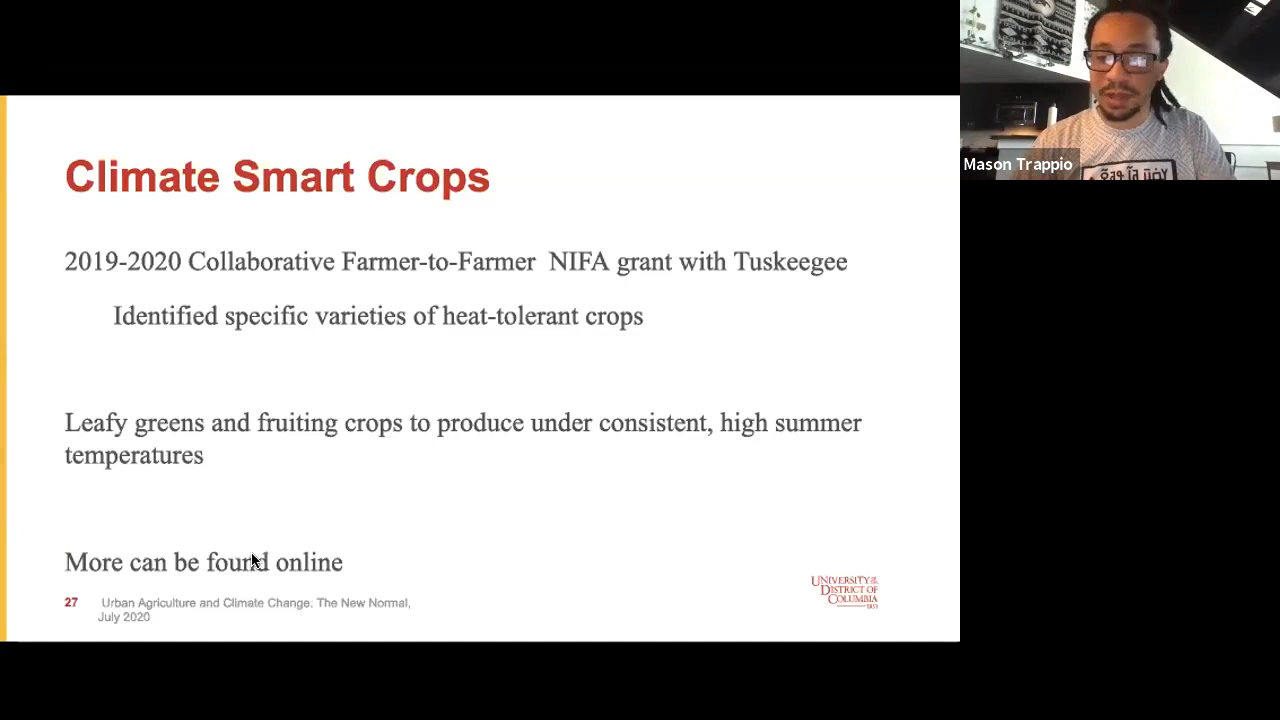 Climate Smart Crops
2019-2020 Collaborative Farmer-to-Farmer NIFA grant with Tuskeegee
Identified specific varieties of heat-tolerant crops
Leafy greens and fruiting crops to produce under consistent, high summer
temperatures
More can be found online
27 Urban Agriculture and Climate Change: The New Normal,
July 2020
UNIVERSITY OF THE
DISTRICT OF
COLUMBIA
1851
Mason Trappio